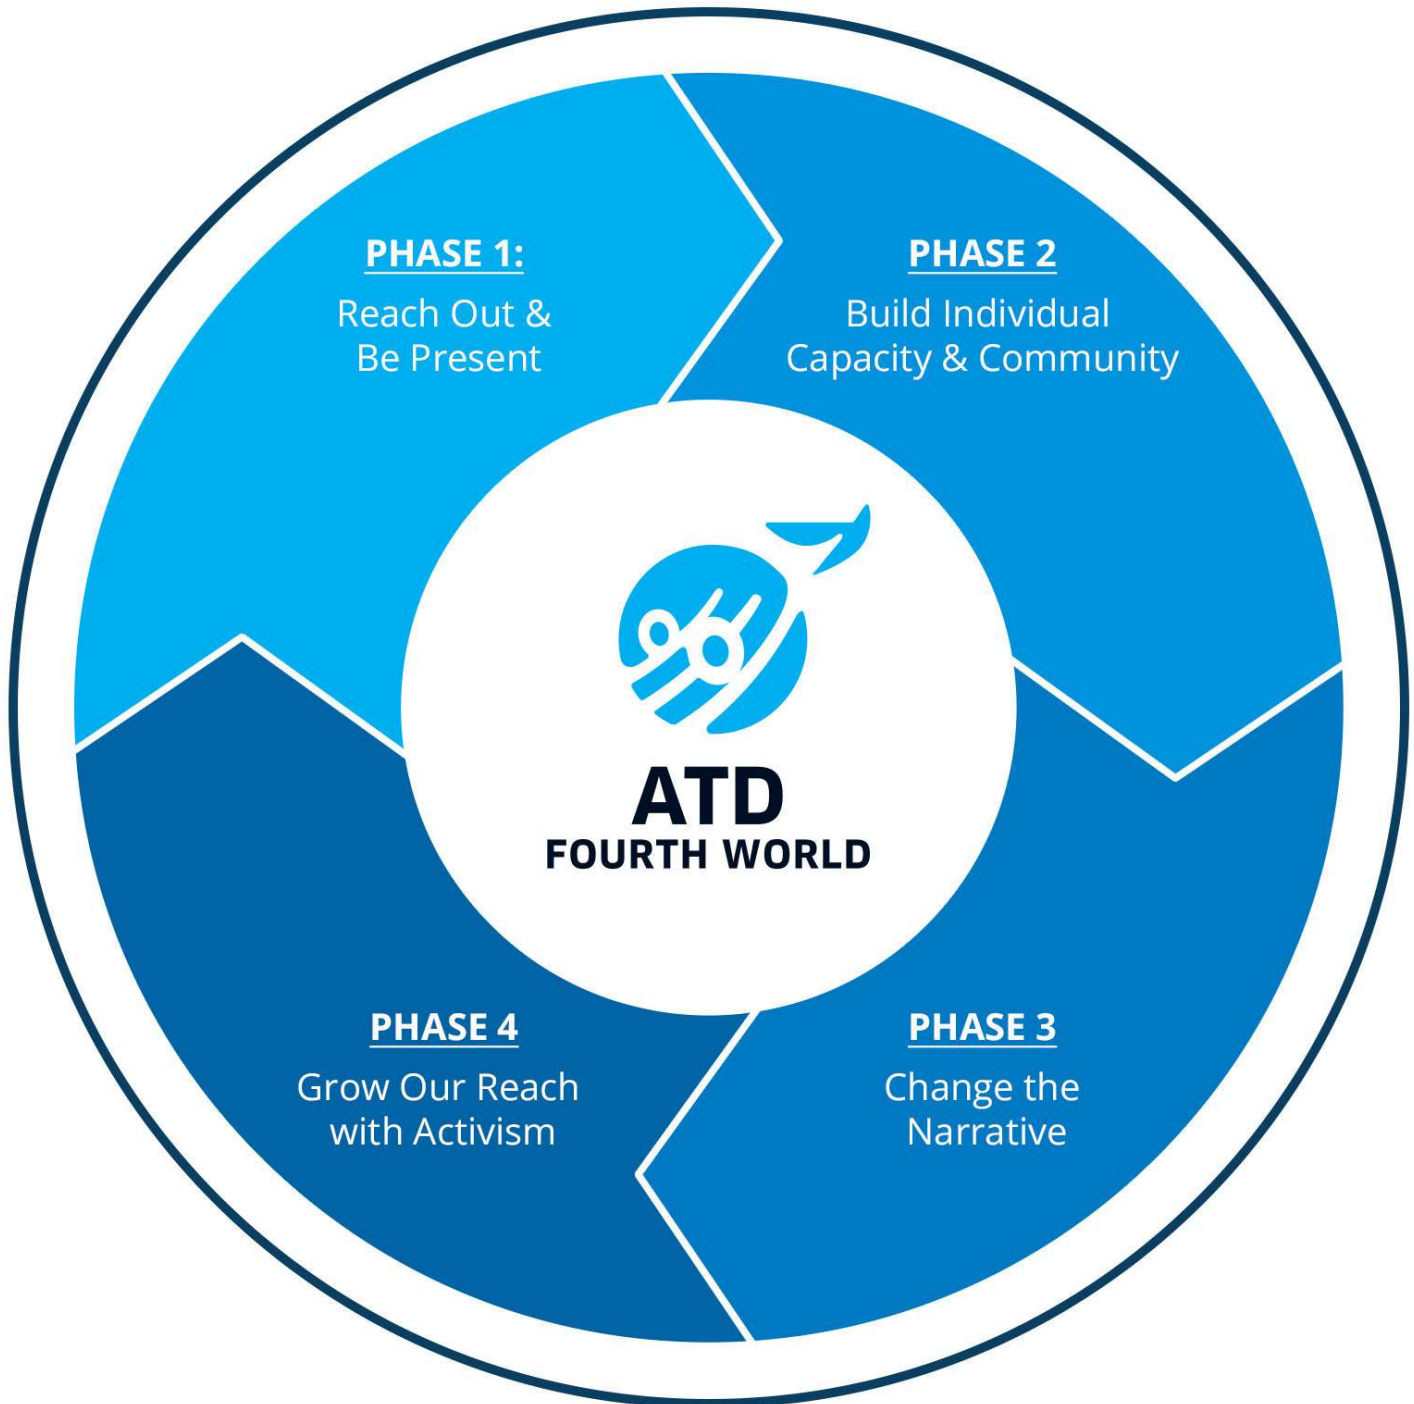 PHASE 1:
Reach Out &
Be Present
PHASE 2
Build Individual
Capacity & Community
ATD
FOURTH WORLD
PHASE 4
Grow Our Reach
with Activism
PHASE 3
Change the
Narrative